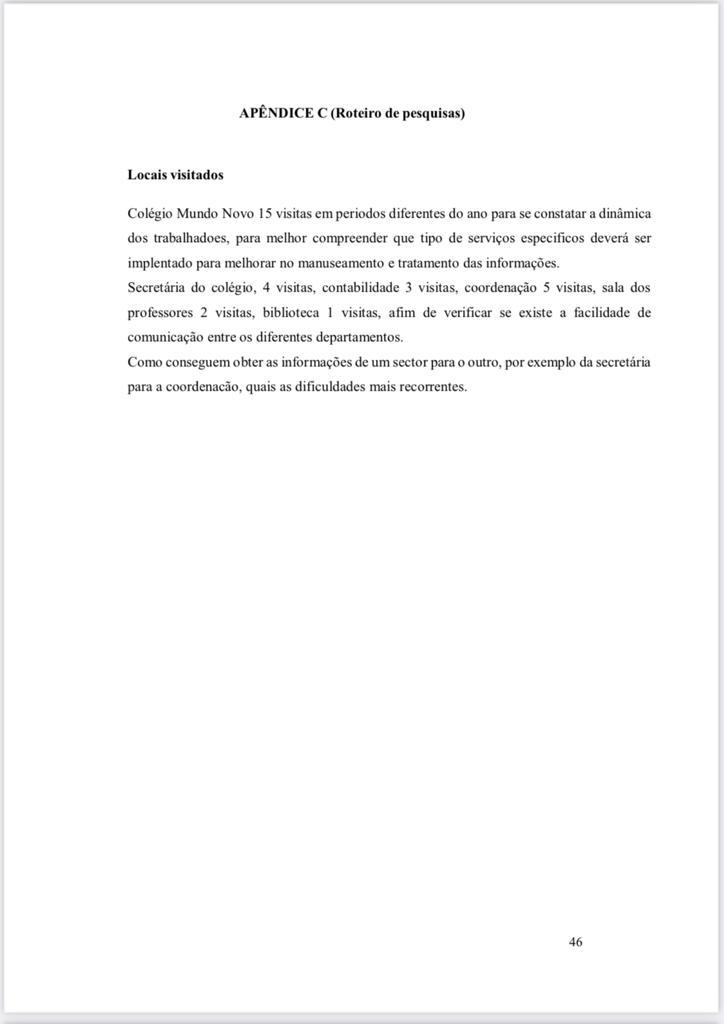 APÊNDICE C (Roteiro de pesquisas)
Locais visitados
Colégio Mundo Novo 15 visitas em periodos diferentes do ano para se constatar a dinâmica
dos trabalhadoes, para melhor compreender que tipo de serviços especificos deverá ser
implentado para melhorar no manuseamento e tratamento das informações.
Secretária do colégio, 4 visitas, contabilidade 3 visitas, coordenação 5 visitas, sala dos
professores 2 visitas, biblioteca 1 visitas, afim de verificar se existe a facilidade de
comunicação entre os diferentes departamentos.
Como conseguem obter as informações de um sector para o outro, por exemplo da secretária
para a coordenacão, quais as dificuldades mais recorrentes.
46